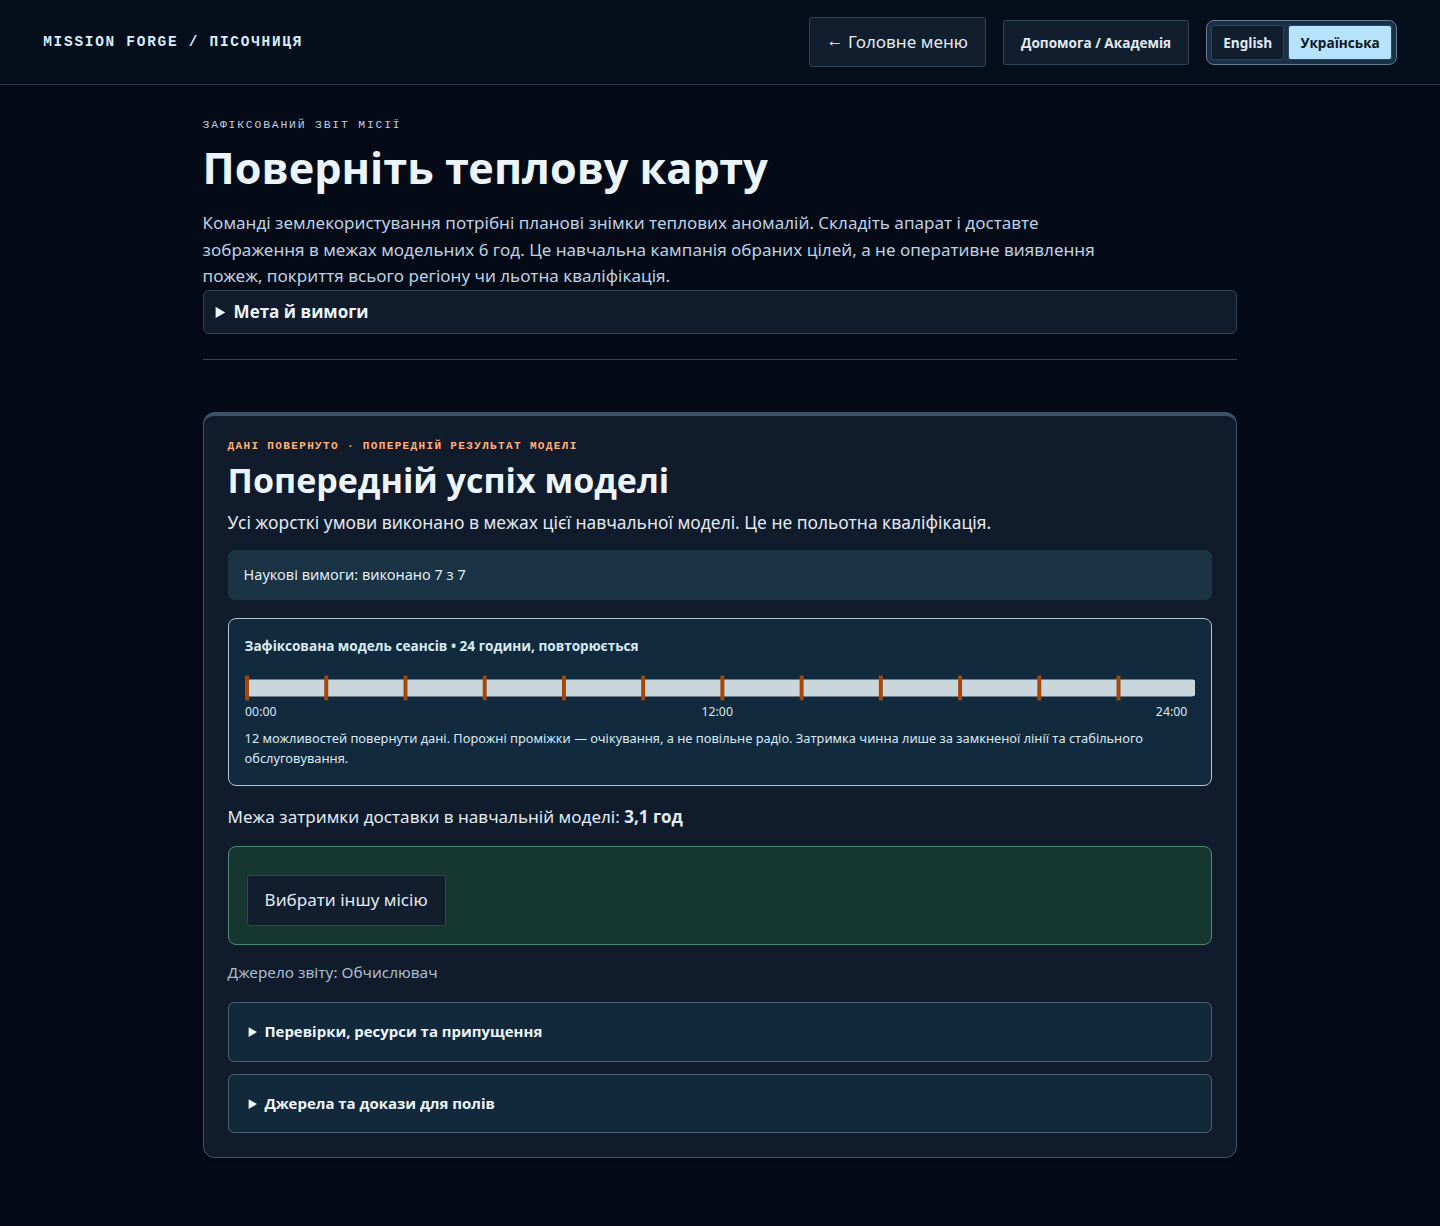 MISSION FORGE / ПІСОЧНИЦЯ
← Головне меню
Допомога / Академія
English
Українська
ЗАФІКСОВАНИЙ ЗВІТ МІСІЇ
Поверніть теплову карту
Команді землекористування потрібні планові знімки теплових аномалій. Складіть апарат і доставте
зображення в межах модельних 6 год. Це навчальна кампанія обраних цілей, а не оперативне виявлення
пожеж, покриття всього регіону чи льотна кваліфікація.
▶ Мета й вимоги
ДАНІ ПОВЕРНУТО · ПОПЕРЕДНІЙ РЕЗУЛЬТАТ МОДЕЛІ
Попередній успіх моделі
Усі жорсткі умови виконано в межах цієї навчальної моделі. Це не польотна кваліфікація.
Наукові вимоги: виконано 7 з 7
Зафіксована модель сеансів • 24 години, повторюється
00:00 12:00 24:00
12 можливостей повернути дані. Порожні проміжки — очікування, а не повільне радіо. Затримка чинна лише за замкненої лінії та стабільного
обслуговування.
Межа затримки доставки в навчальній моделі: 3,1 год
Вибрати іншу місію
Джерело звіту: Обчислювач
▶ Перевірки, ресурси та припущення
▶ Джерела та докази для полів